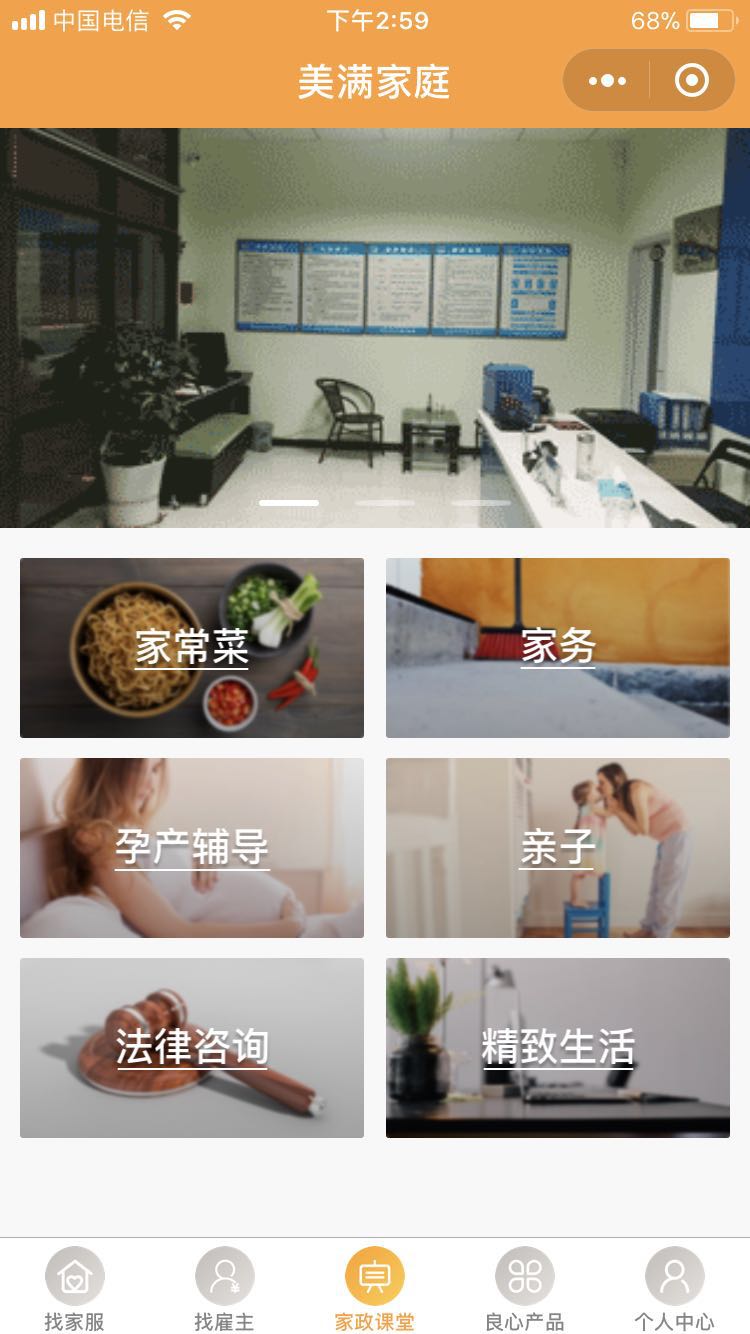 中国电信
下午2:59
68%
美满家庭
家常菜
家务
孕产辅导
亲子
法律咨询
精致生活
找家服
找雇主
家政课堂
良心产品
个人中心